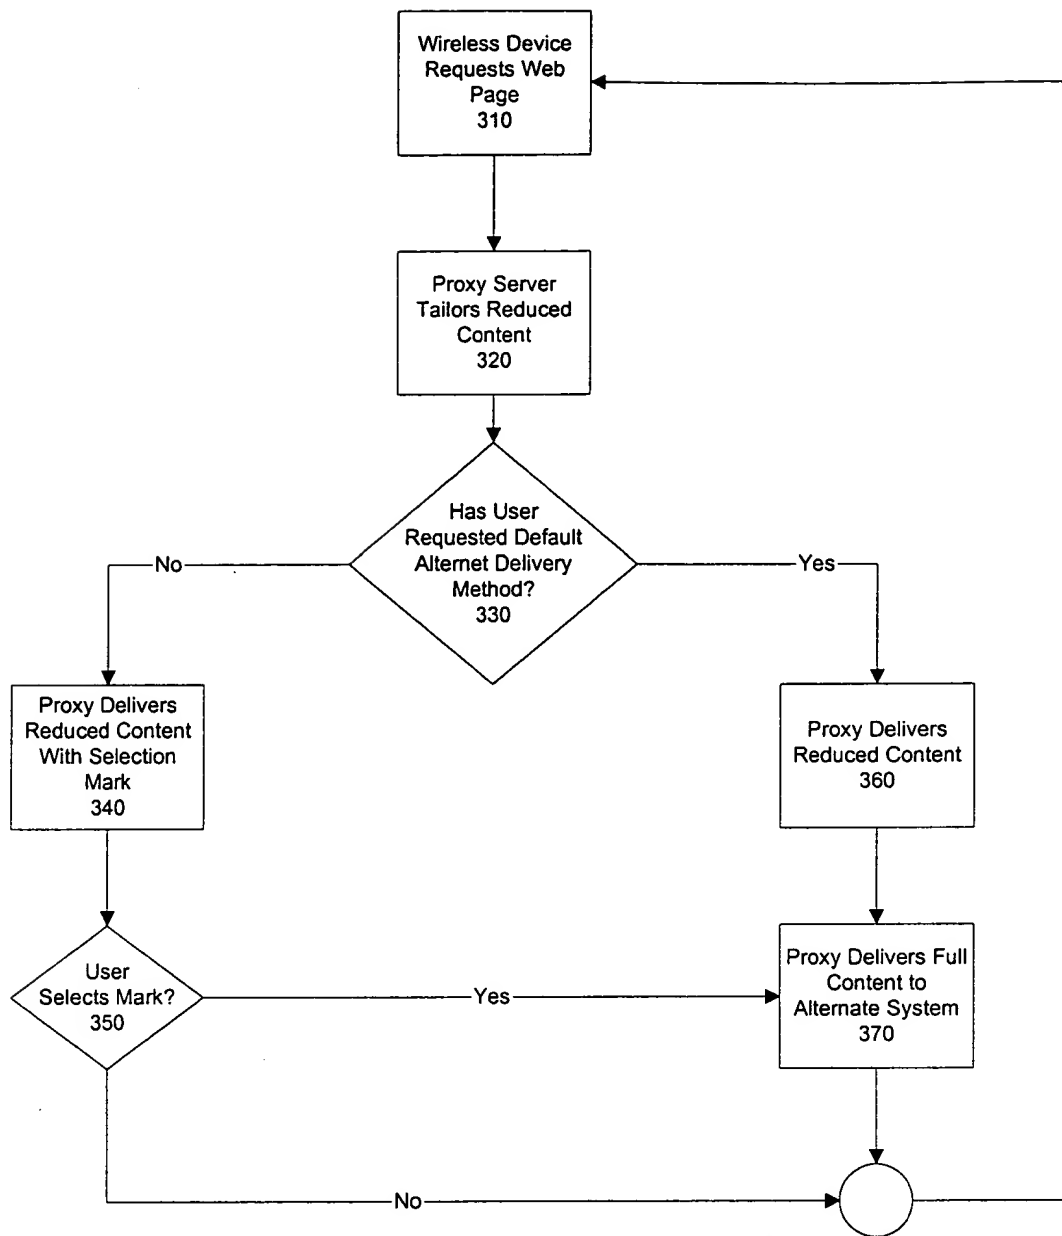 Wireless Device
Requests Web
Page
310
Proxy Server
Tailors Reduced
Content
320
Has User
Requested Default
Alternet Delivery
Method?
330
No
Yes
Proxy Delivers
Reduced Content
With Selection
Mark
340
Proxy Delivers
Reduced Content
360
User
Selects Mark?
350
Yes
Proxy Delivers Full
Content to
Alternate System
370
No